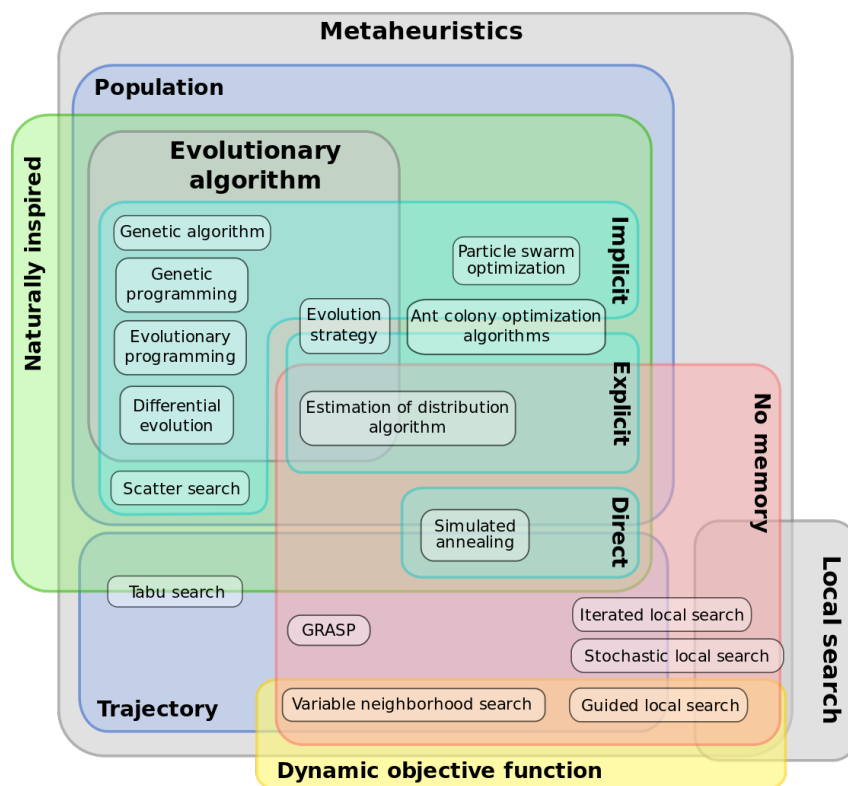 Metaheuristics
Population
Naturally inspired
Evolutionary
algorithm
Genetic algorithm
Genetic
programming
Evolutionary
programming
Differential
evolution
Scatter search
Evolution
strategy
Particle swarm
optimization
Ant colony optimization
algorithms
Implicit
Explicit
Estimation of distribution
algorithm
No memory
Simulated
annealing
Direct
Tabu search
GRASP
Iterated local search
Stochastic local search
Local search
Trajectory
Variable neighborhood search
Guided local search
Dynamic objective function